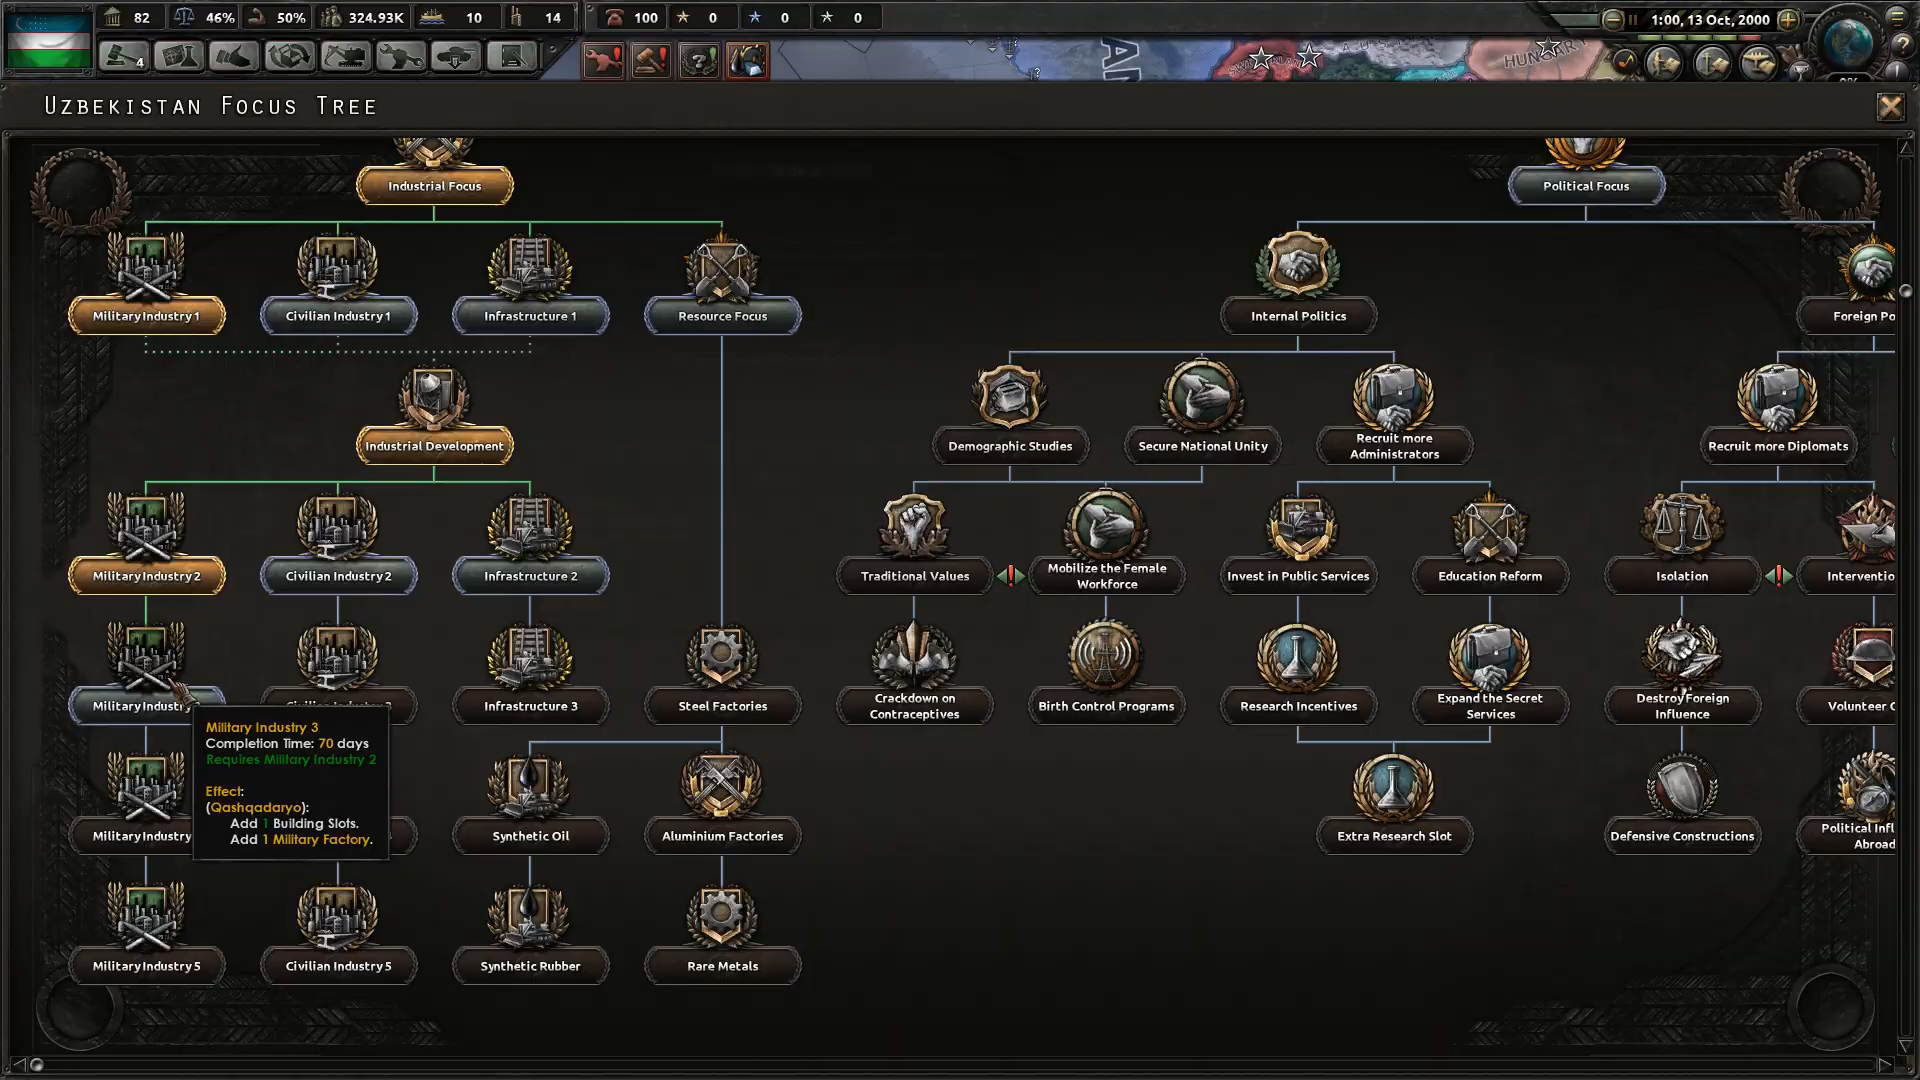 82
46%
50%
324.93K
10
14
100
0
0
0
1:00, 13 Oct, 2000
4
HUNGARY
Uzbekistan Focus Tree
Industrial Focus
Political Focus
Military Industry 1
Civilian Industry 1
Infrastructure 1
Resource Focus
Internal Politics
Foreign Po
Industrial Development
Demographic Studies
Secure National Unity
Recruit more
Administrators
Recruit more Diplomats
Military Industry 2
Civilian Industry 2
Infrastructure 2
Traditional Values
Mobilize the Female
Workforce
Invest in Public Services
Education Reform
Isolation
Interventio
Military Industr
Infrastructure 3
Steel Factories
Crackdown on
Contraceptives
Birth Control Programs
Research Incentives
Expand the Secret
Services
Destroy Foreign
Influence
Volunteer C
Military Industry 3
Completion Time: 70 days
Requires Military Industry 2
Effect:
(Qashqadaryo):
Add 1 Building Slots.
Add 1 Military Factory.
Military Industry
Synthetic Oil
Aluminium Factories
Extra Research Slot
Defensive Constructions
Political Infl
Abroad
Military Industry 5
Civilian Industry 5
Synthetic Rubber
Rare Metals